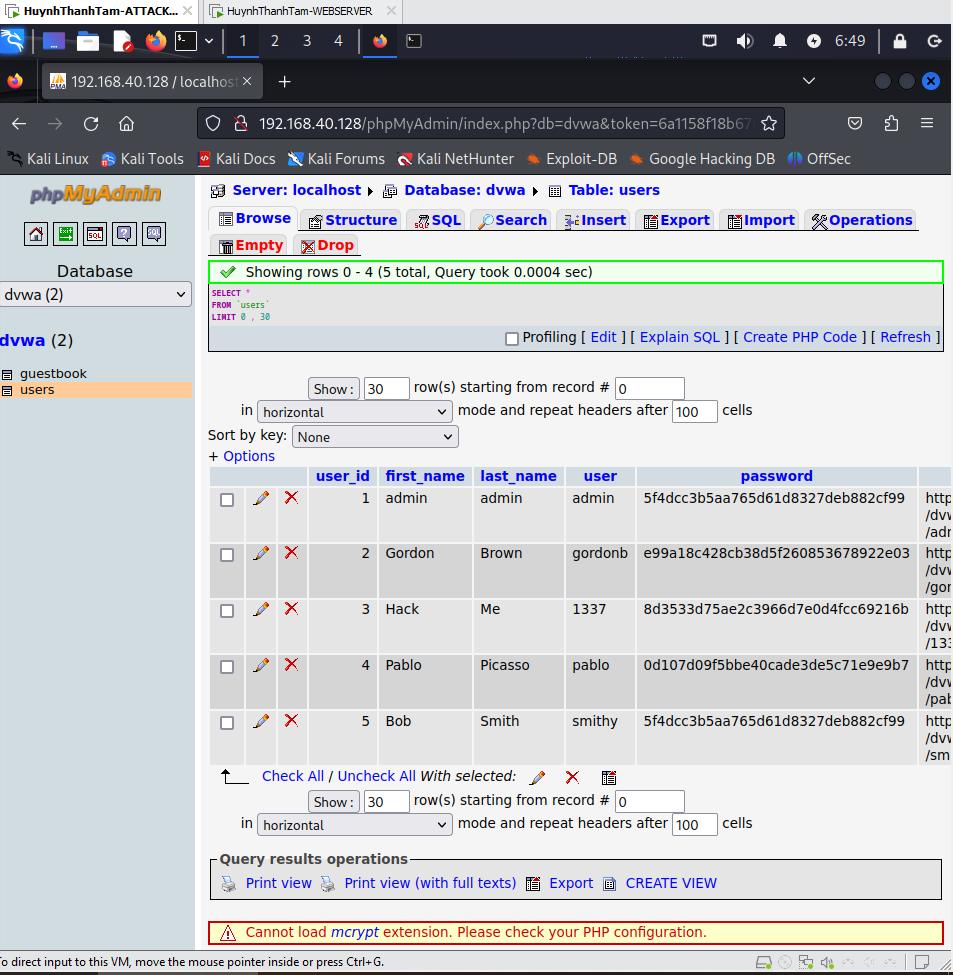 HuynhThanhTam-ATTACK... HuynhThanhTam-WEBSERVER
1 2 3 4 6:49
192.168.40.128 / localhost
192.168.40.128/phpMyAdmin/index.php?db=dvwa&token=6a1158f18b67
Kali Linux Kali Tools Kali Docs Kali Forums Kali NetHunter Exploit-DB Google Hacking DB OffSec
phpMyAdmin
Database
dvwa (2)
dvwa (2)
guestbook
users
Server: localhost Database: dvwa Table: users
Browse Structure SQL Search Insert Export Import Operations
Empty Drop
Showing rows 0 - 4 (5 total, Query took 0.0004 sec)
SELECT *
FROM `users`
LIMIT 0 , 30
Profiling [ Edit ] [ Explain SQL ] [ Create PHP Code ] [ Refresh ]
Show : 30 row(s) starting from record # 0
in horizontal mode and repeat headers after 100 cells
Sort by key: None
+ Options
user_id first_name last_name user password
1 admin admin admin 5f4dcc3b5aa765d61d8327deb882cf99 http
/dvw
/adr
2 Gordon Brown gordonb e99a18c428cb38d5f260853678922e03 http
/dvw
/gor
3 Hack Me 1337 8d3533d75ae2c3966d7e0d4fcc69216b http
/dvw
/133
4 Pablo Picasso pablo 0d107d09f5bbe40cade3de5c71e9e9b7 http
/dvw
/pab
5 Bob Smith smithy 5f4dcc3b5aa765d61d8327deb882cf99 http
/dvw
/sm
Check All / Uncheck All With selected:
Show : 30 row(s) starting from record # 0
in horizontal mode and repeat headers after 100 cells
Query results operations
Print view Print view (with full texts) Export CREATE VIEW
Cannot load mcrypt extension. Please check your PHP configuration.
To direct input to this VM, move the mouse pointer inside or press Ctrl+G.